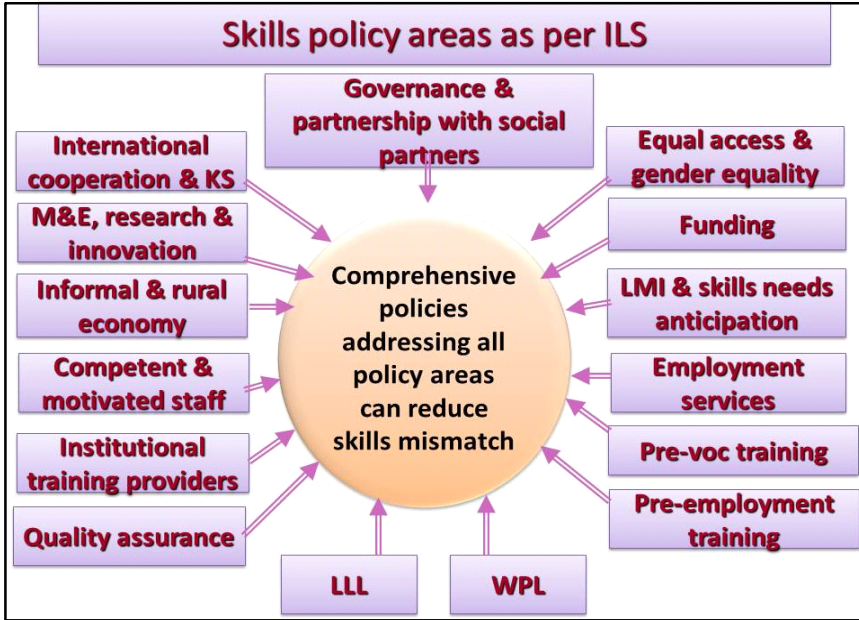 Skills policy areas as per ILS
Governance &
partnership with social
partners
International
cooperation & KS
M&E, research &
innovation
Informal & rural
economy
Competent &
motivated staff
Institutional
training providers
Quality assurance
LLL
WPL
Comprehensive
policies
addressing all
policy areas
can reduce
skills mismatch
Equal access &
gender equality
Funding
LMI & skills needs
anticipation
Employment
services
Pre-voc training
Pre-employment
training